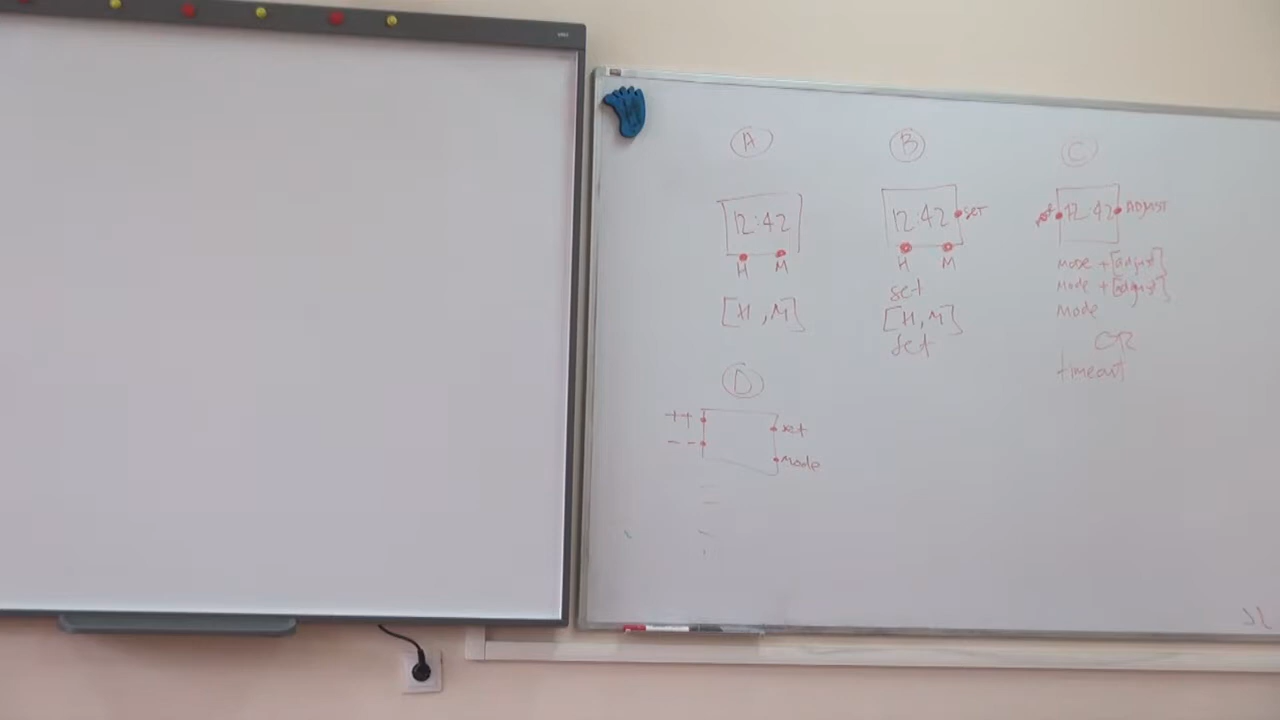 A
12:42
H M
[H, M]
B
12:42 SET
H M
set
[H, M]
set
C
12:42 ADJUST
Mode + [adjust]
Mode + [adjust]
Mode
OR
timeout
D
++ set
-- Mode